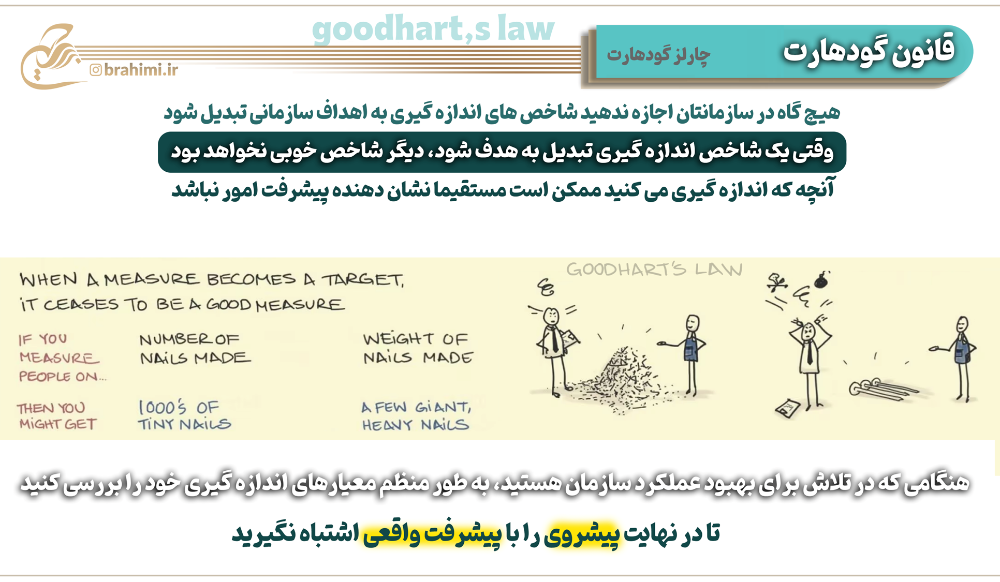 goodhart,s law
قانون گودهارت
چارلز گودهارت
brahimi.ir
هیچ گاه در سازمانتان اجازه ندهید شاخص های اندازه گیری به اهداف سازمانی تبدیل شود
وقتی یک شاخص اندازه گیری تبدیل به هدف شود، دیگر شاخص خوبی نخواهد بود
آنچه که اندازه گیری می کنید ممکن است مستقیما نشان دهنده پیشرفت امور نباشد
GOODHART'S LAW
WHEN A MEASURE BECOMES A TARGET,
IT CEASES TO BE A GOOD MEASURE
IF YOU
MEASURE
PEOPLE ON...
NUMBER OF
NAILS MADE
WEIGHT OF
NAILS MADE
THEN YOU
MIGHT GET
1000'S OF
TINY NAILS
A FEW GIANT,
HEAVY NAILS
هنگامی که در تلاش برای بهبود عملکرد سازمان هستید، به طور منظم معیارهای اندازه گیری خود را بررسی کنید
تا در نهایت پیشروی را با پیشرفت واقعی اشتباه نگیرید